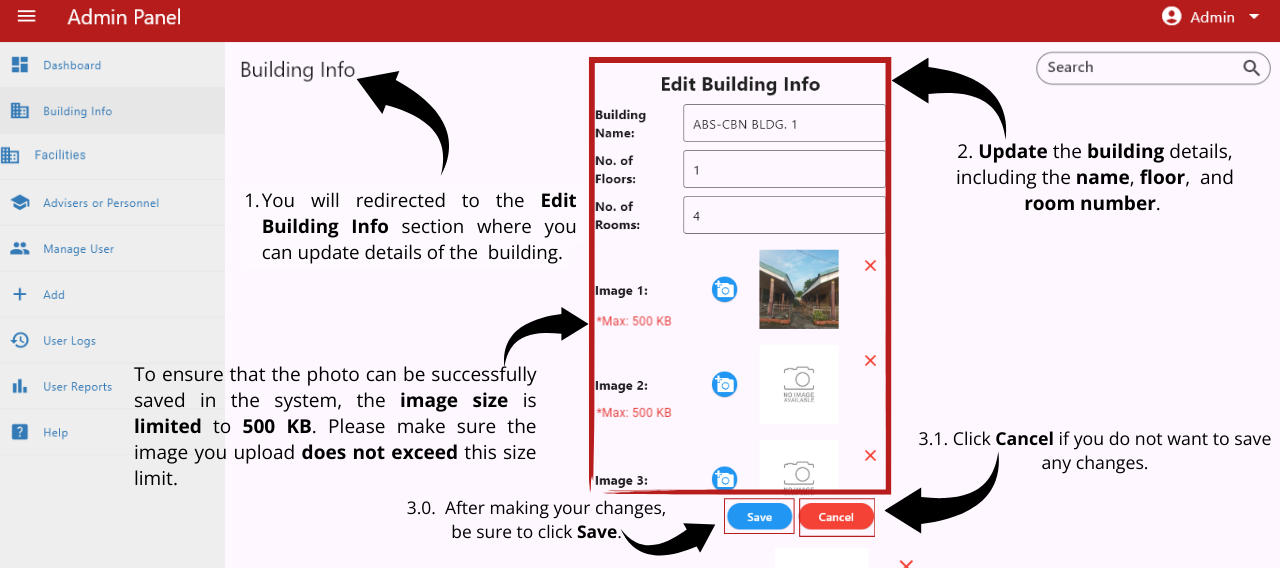 Admin Panel
Admin
Dashboard
Building Info
Facilities
Advisers or Personnel
Manage User
Add
User Logs
User Reports
Help
Building Info
Search
1. You will redirected to the Edit
Building Info section where you
can update details of the building.
To ensure that the photo can be successfully
saved in the system, the image size is
limited to 500 KB. Please make sure the
image you upload does not exceed this size
limit.
Edit Building Info
Building
Name:
ABS-CBN BLDG. 1
No. of
Floors:
1
No. of
Rooms:
4
Image 1:
*Max: 500 KB
Image 2:
*Max: 500 KB
NO IMAGE
AVAILABLE
Image 3:
NO IMAGE
2. Update the building details,
including the name, floor, and
room number.
3.0. After making your changes,
be sure to click Save.
Save
Cancel
3.1. Click Cancel if you do not want to save
any changes.